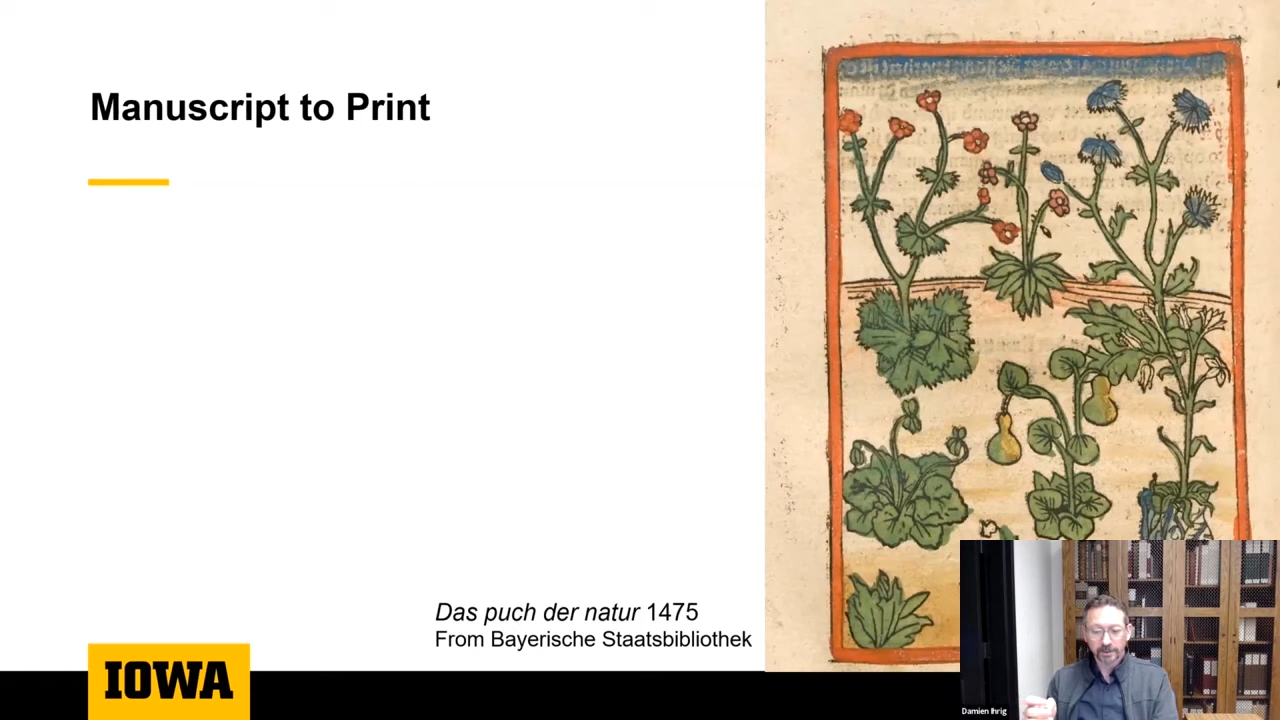 Manuscript to Print
Das puch der natur 1475
From Bayerische Staatsbibliothek
IOWA
Damien Ihrig